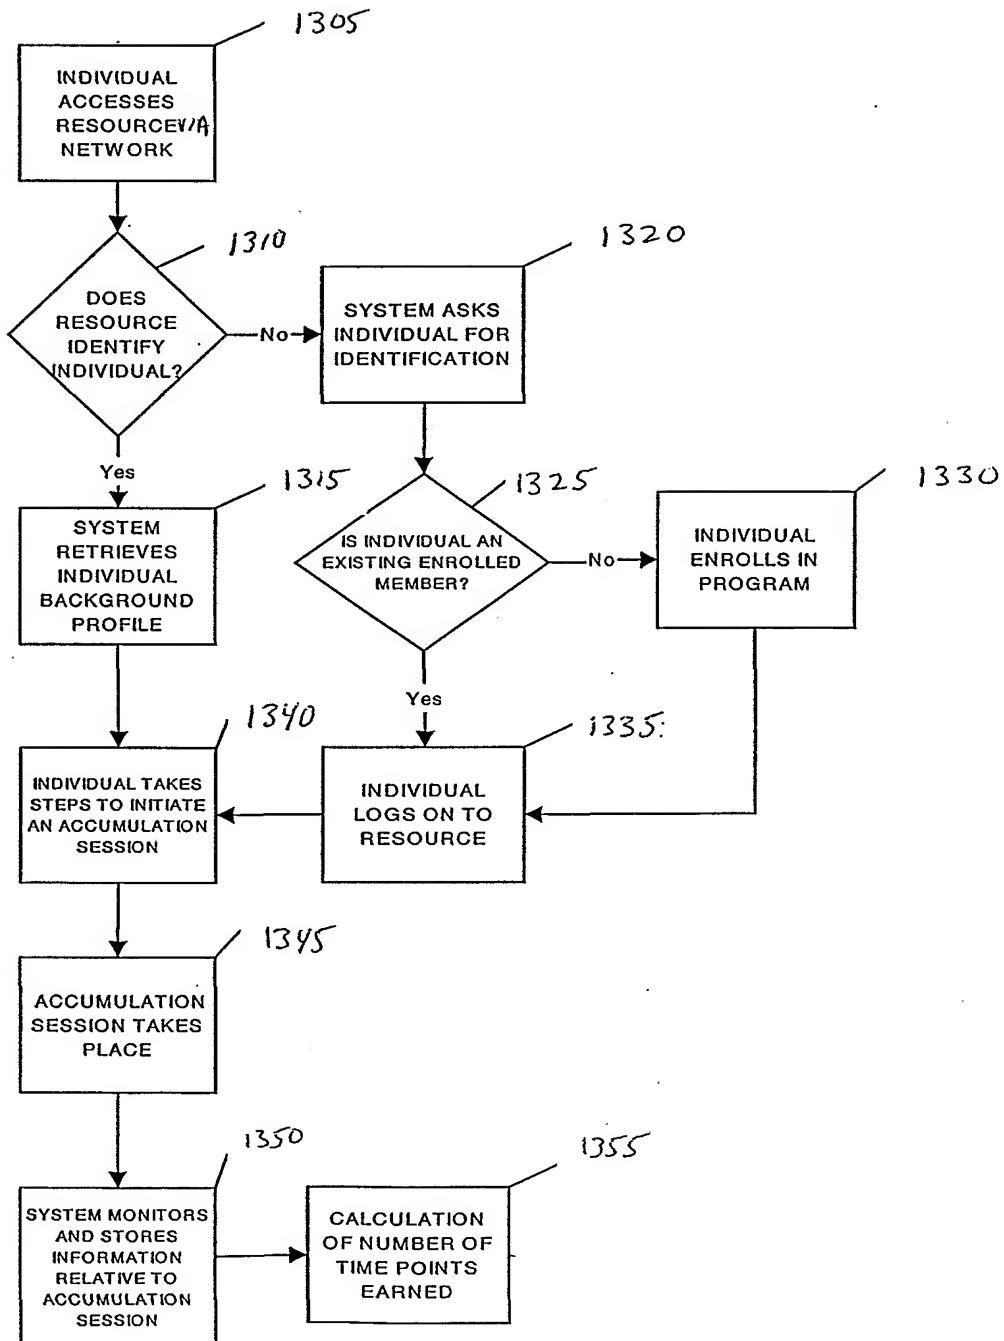 1305
INDIVIDUAL
ACCESSES
RESOURCE VIA
NETWORK
1310
DOES
RESOURCE
IDENTIFY
INDIVIDUAL?
No
1320
SYSTEM ASKS
INDIVIDUAL FOR
IDENTIFICATION
Yes
1315
SYSTEM
RETRIEVES
INDIVIDUAL
BACKGROUND
PROFILE
1325
IS INDIVIDUAL AN
EXISTING ENROLLED
MEMBER?
No
1330
INDIVIDUAL
ENROLLS IN
PROGRAM
Yes
1335:
INDIVIDUAL
LOGS ON TO
RESOURCE
1340
INDIVIDUAL TAKES
STEPS TO INITIATE
AN ACCUMULATION
SESSION
1345
ACCUMULATION
SESSION TAKES
PLACE
1350
SYSTEM MONITORS
AND STORES
INFORMATION
RELATIVE TO
ACCUMULATION
SESSION
1355
CALCULATION
OF NUMBER OF
TIME POINTS
EARNED